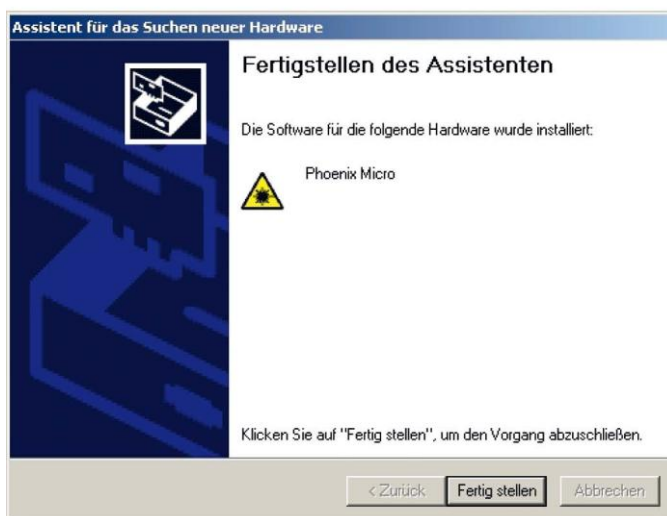 Assistent für das Suchen neuer Hardware
Fertigstellen des Assistenten
Die Software für die folgende Hardware wurde installiert:
Phoenix Micro
Klicken Sie auf "Fertig stellen", um den Vorgang abzuschließen.
< Zurück Fertig stellen Abbrechen